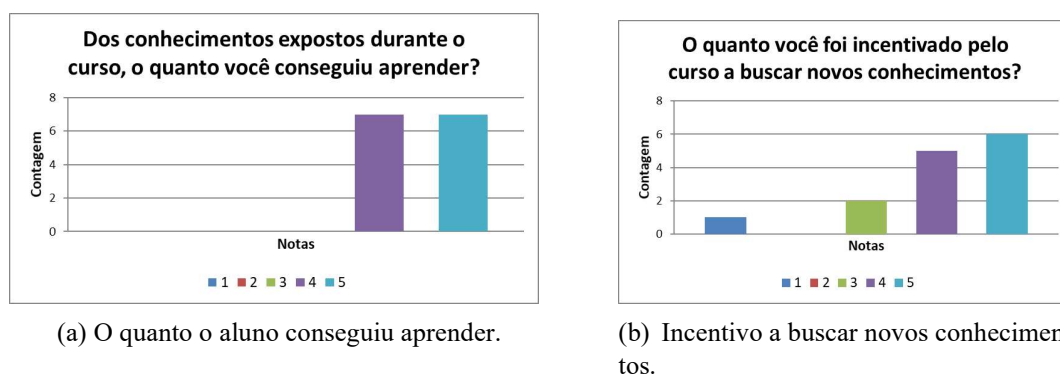 Dos conhecimentos expostos durante o
curso, o quanto você conseguiu aprender?
8
6
4
2
0
Contagem
Notas
1 2 3 4 5
(a) O quanto o aluno conseguiu aprender.
O quanto você foi incentivado pelo
curso a buscar novos conhecimentos?
8
6
4
2
0
Contagem
Notas
1 2 3 4 5
(b) Incentivo a buscar novos conhecimen
tos.